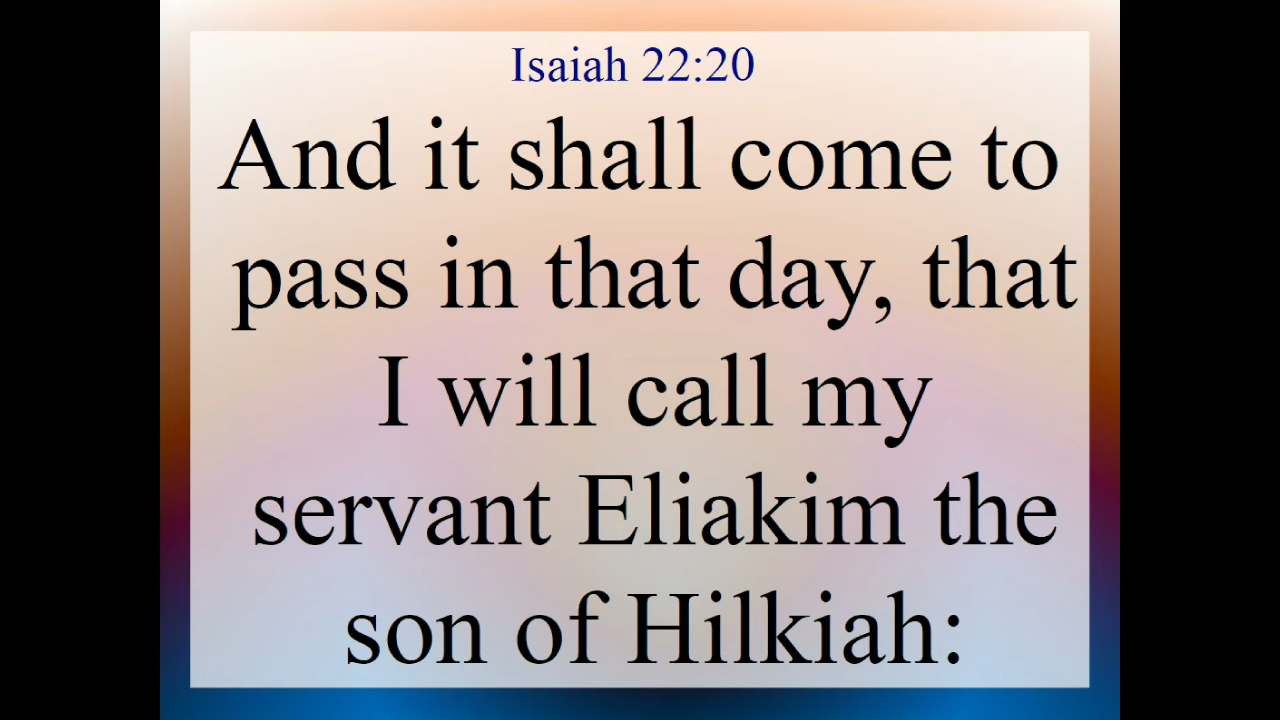 Isaiah 22:20
And it shall come to
pass in that day, that
I will call my
servant Eliakim the
son of Hilkiah: